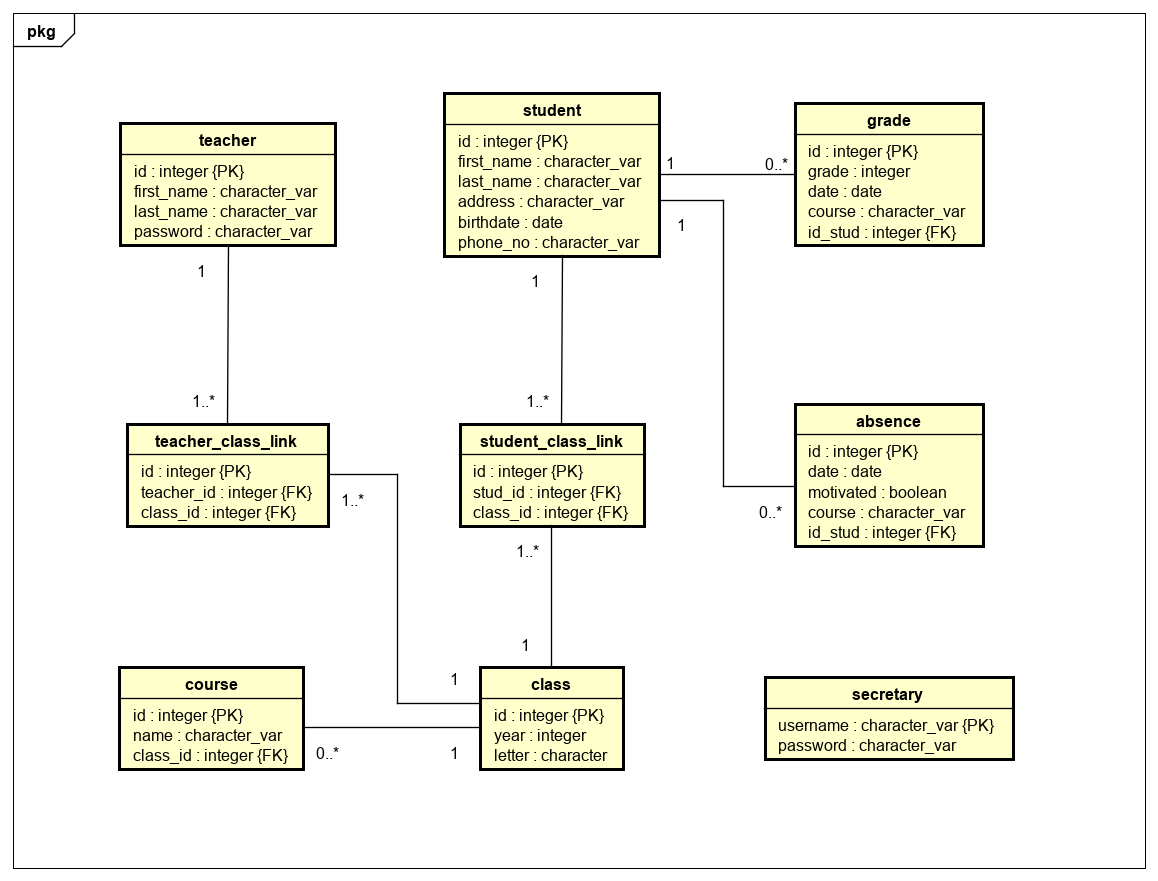 pkg
teacher
id : integer {PK}
first_name : character_var
last_name : character_var
password : character_var
1
1..*
student
id : integer {PK}
first_name : character_var
last_name : character_var
address : character_var
birthdate : date
phone_no : character_var
1
0..*
1
1
1..*
grade
id : integer {PK}
grade : integer
date : date
course : character_var
id_stud : integer {FK}
teacher_class_link
id : integer {PK}
teacher_id : integer {FK}
class_id : integer {FK}
1..*
student_class_link
id : integer {PK}
stud_id : integer {FK}
class_id : integer {FK}
1..*
1
absence
id : integer {PK}
date : date
motivated : boolean
course : character_var
id_stud : integer {FK}
0..*
course
id : integer {PK}
name : character_var
class_id : integer {FK}
0..*
1
1
class
id : integer {PK}
year : integer
letter : character
secretary
username : character_var {PK}
password : character_var